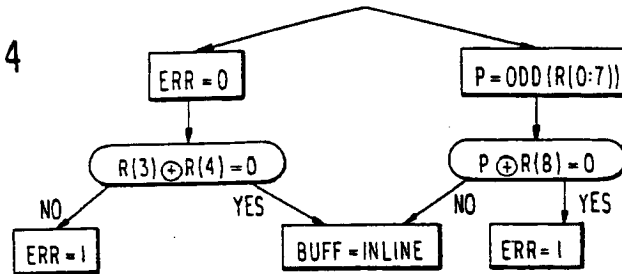 4
ERR = 0
P = ODD (R(0:7))
R(3) ⊕ R(4) = 0
P ⊕ R(8) = 0
NO
YES
NO
YES
ERR = 1
BUFF = INLINE
ERR = 1